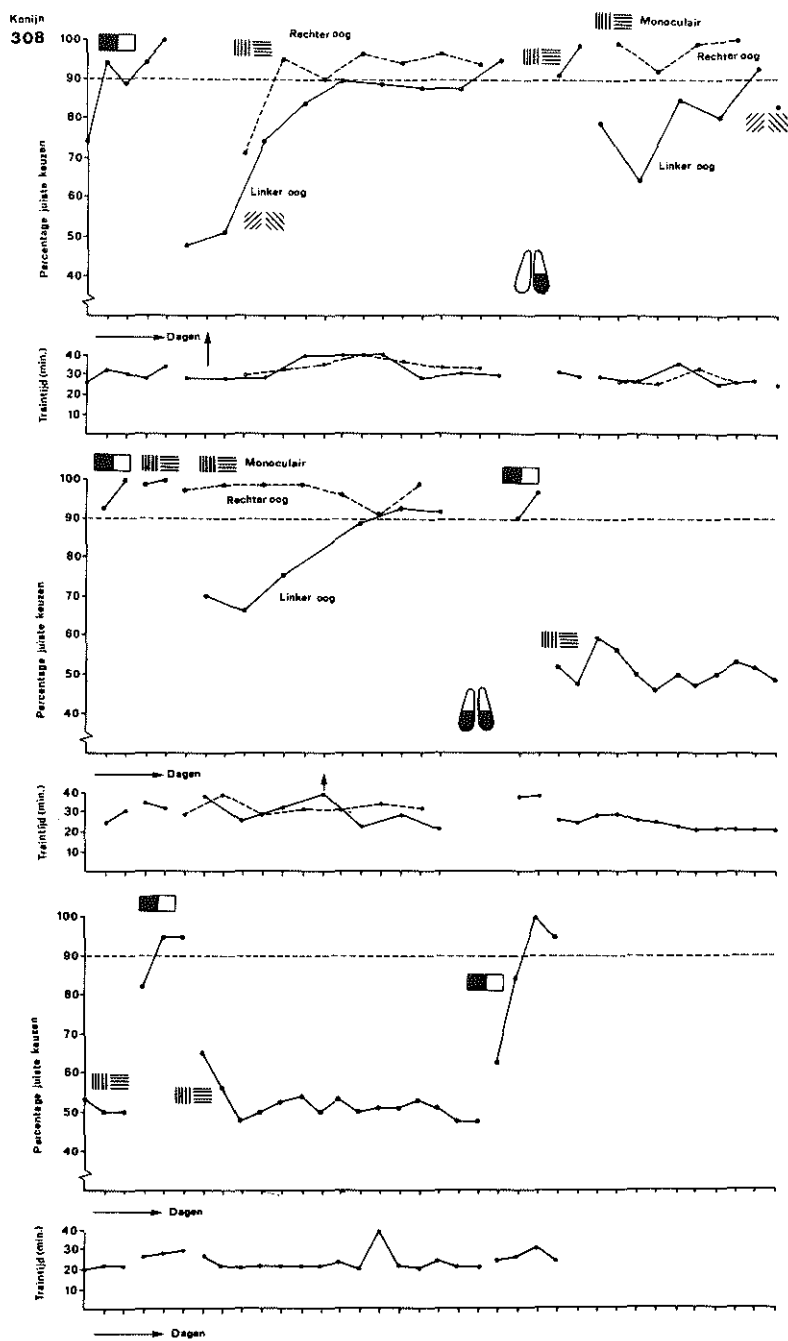 Konijn
308
Percentage juiste keuzen
100
90
80
70
60
50
40
Rechter oog
Linker oog
Monoculair
Rechter oog
Linker oog
Dagen
Traintijd (min.)
40
30
20
10
Percentage juiste keuzen
100
90
80
70
60
50
40
Monoculair
Rechter oog
Linker oog
Dagen
Traintijd (min.)
40
30
20
10
Percentage juiste keuzen
100
90
80
70
60
50
40
Dagen
Traintijd (min.)
40
30
20
10
Dagen